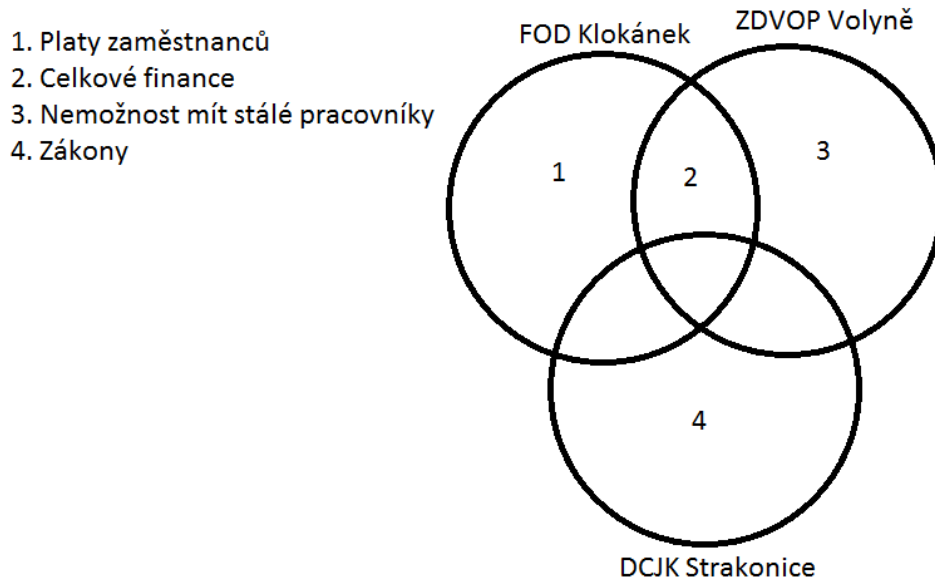 1. Platy zaměstnanců
2. Celkové finance
3. Nemožnost mít stálé pracovníky
4. Zákony
FOD Klokánek
ZDVOP Volyně
1
2
3
4
DCJK Strakonice